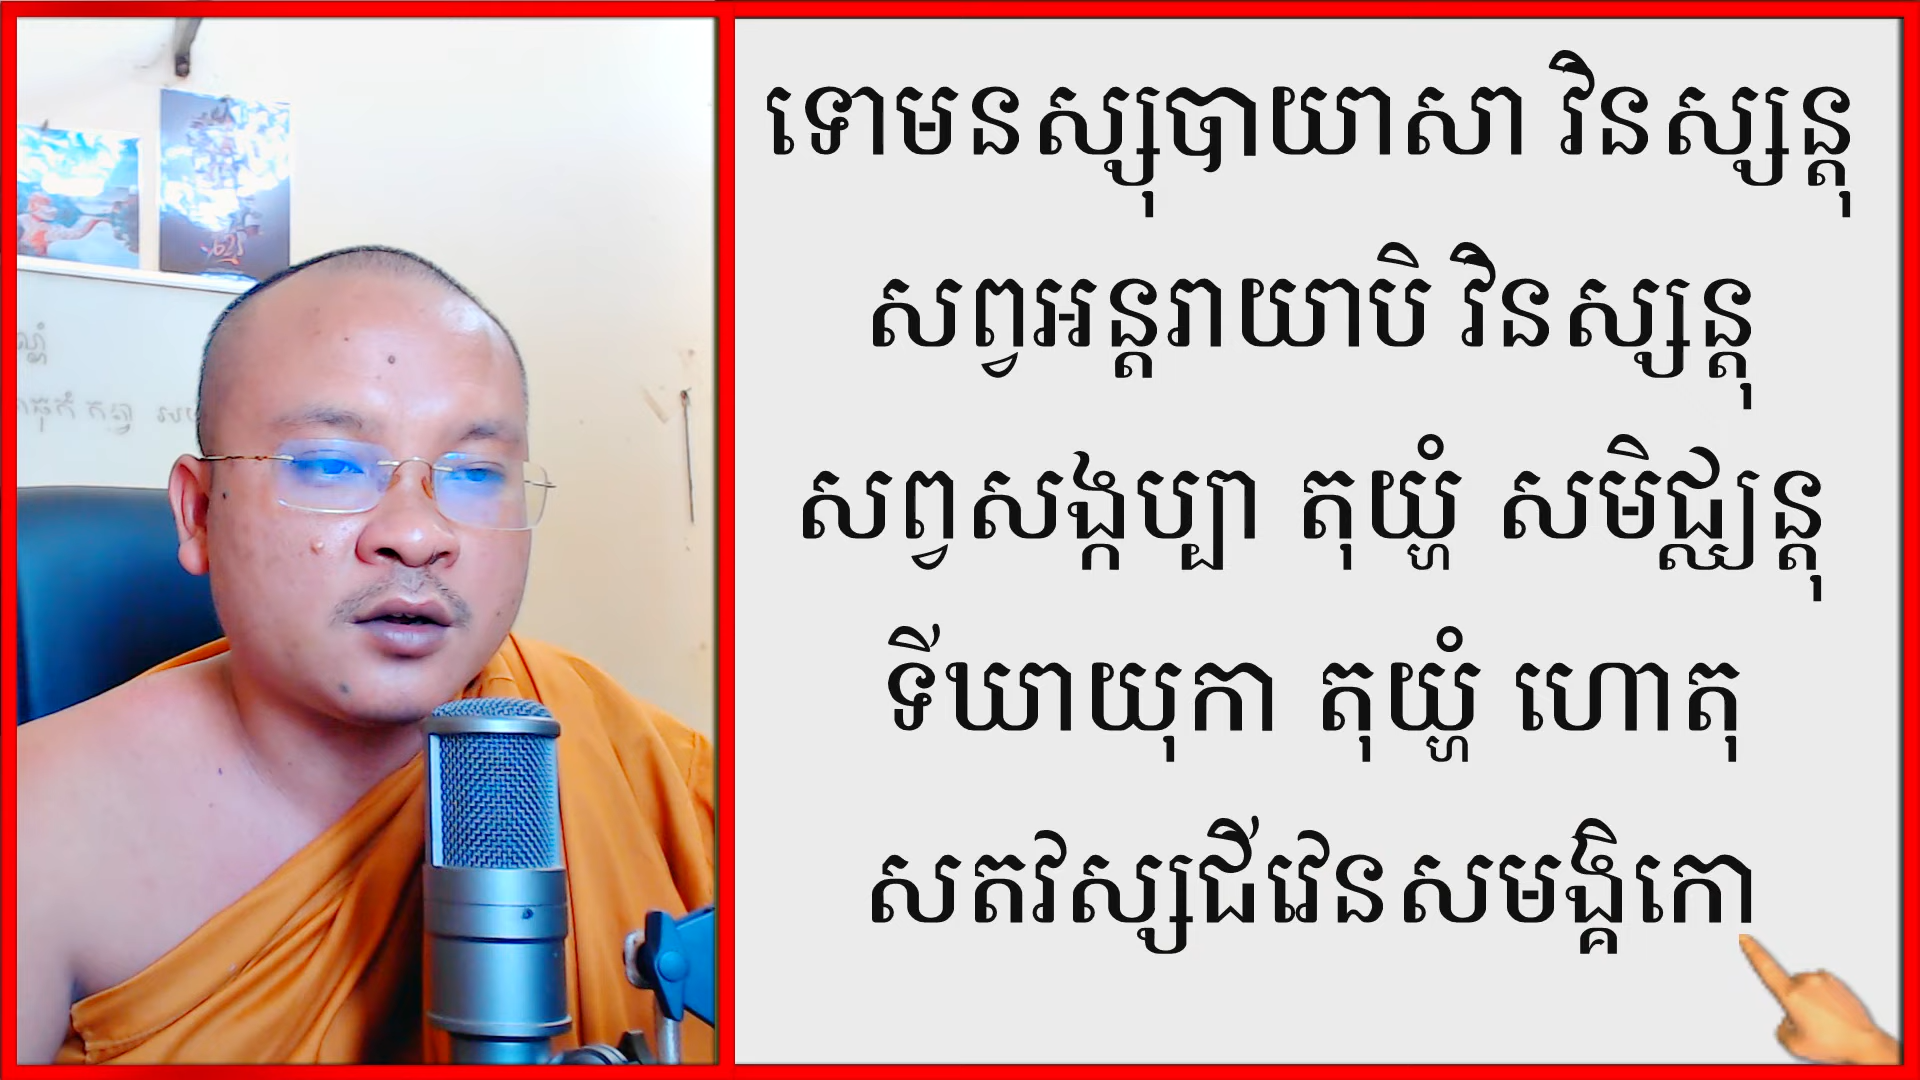 ទោមនស្សុបាយាសា វិនស្សន្តុ
សព្វអន្តរាយាបិ វិនស្សន្តុ
សព្វសង្កប្បា តុយ្ហំ សមិជ្ឈន្តុ
ទីឃាយុកា តុយ្ហំ ហោតុ
សតវស្សជីវេនសមង្គិកោ